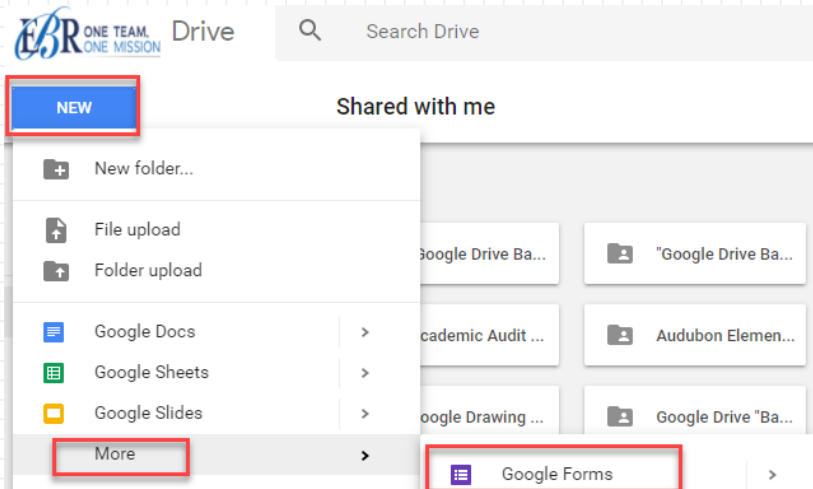 EBR ONE TEAM,
ONE MISSION
Drive
Search Drive
NEW
Shared with me
New folder...
File upload
Folder upload
Google Drive Ba...
"Google Drive Ba...
Google Docs
cademic Audit ...
Audubon Elemen...
Google Sheets
Google Slides
oogle Drawing ...
Google Drive "Ba...
More
Google Forms